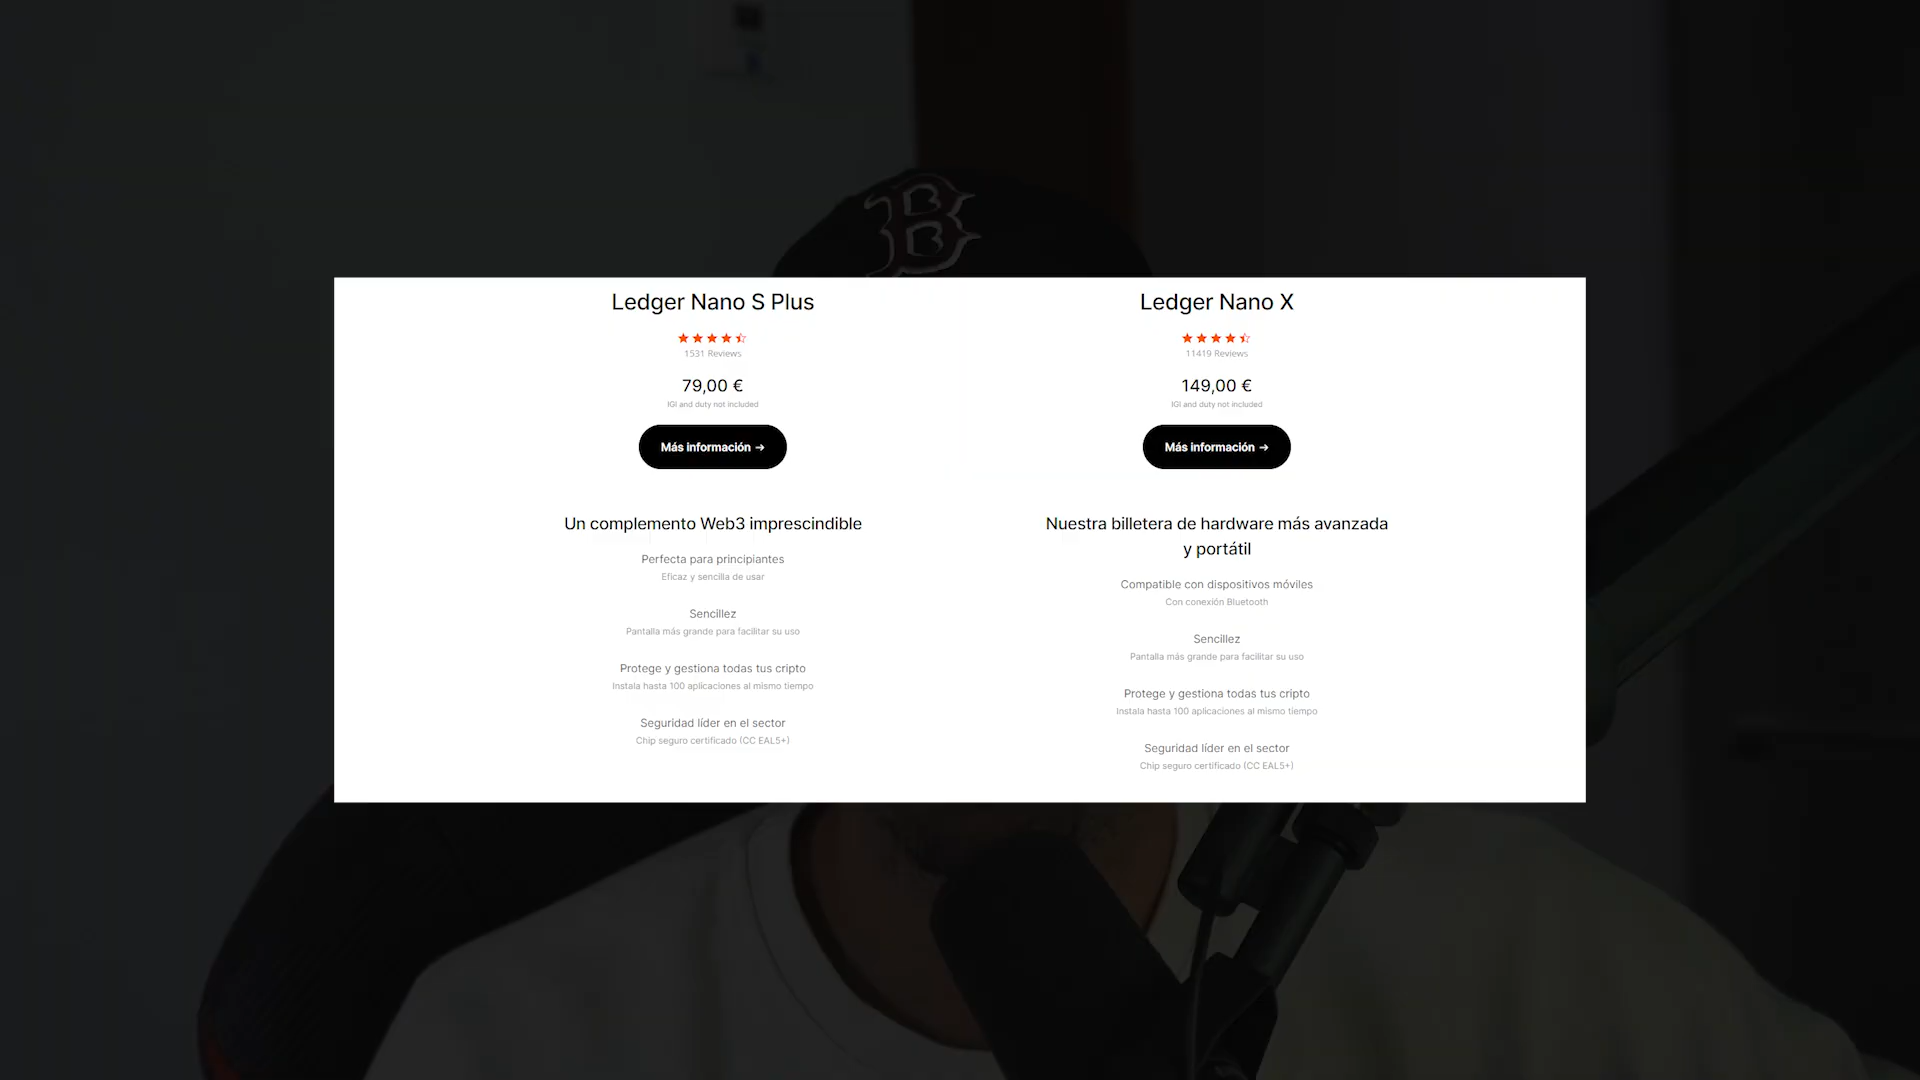 B
Ledger Nano S Plus
1531 Reviews
79,00 €
IGI and duty not included
Más información →
Un complemento Web3 imprescindible
Perfecta para principiantes
Eficaz y sencilla de usar
Sencillez
Pantalla más grande para facilitar su uso
Protege y gestiona todas tus cripto
Instala hasta 100 aplicaciones al mismo tiempo
Seguridad líder en el sector
Chip seguro certificado (CC EAL5+)
Ledger Nano X
11419 Reviews
149,00 €
IGI and duty not included
Más información →
Nuestra billetera de hardware más avanzada
y portátil
Compatible con dispositivos móviles
Con conexión Bluetooth
Sencillez
Pantalla más grande para facilitar su uso
Protege y gestiona todas tus cripto
Instala hasta 100 aplicaciones al mismo tiempo
Seguridad líder en el sector
Chip seguro certificado (CC EAL5+)